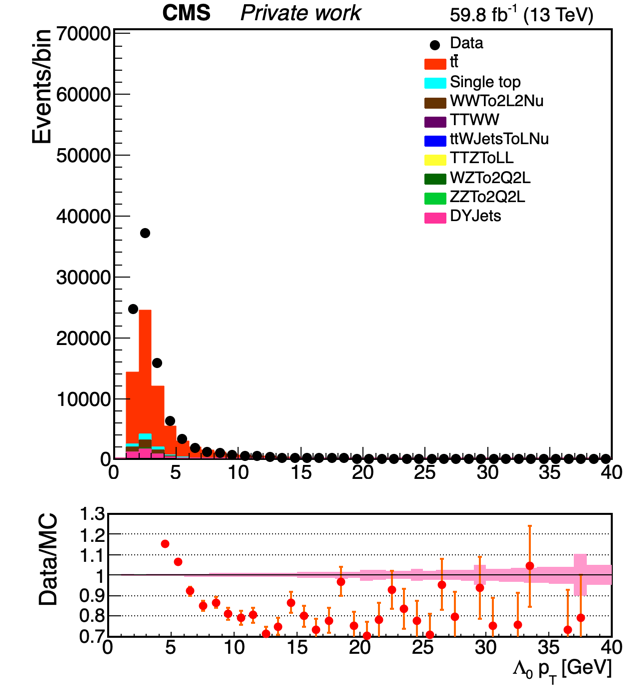 CMS Private work 59.8 fb⁻¹ (13 TeV)
Events/bin
70000
60000
50000
40000
30000
20000
10000
0
Data
tt̄
Single top
WWTo2L2Nu
TTWW
ttWJetsToLNu
TTZToLL
WZTo2Q2L
ZZTo2Q2L
DYJets
0 5 10 15 20 25 30 35 40
Data/MC
1.3
1.2
1.1
1
0.9
0.8
0.7
0 5 10 15 20 25 30 35 40
Λ₀ p_T [GeV]